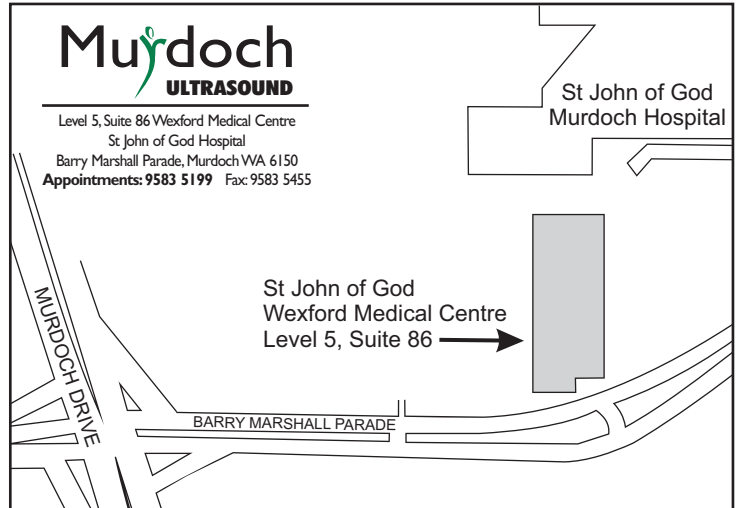 Murdoch
ULTRASOUND
Level 5, Suite 86 Wexford Medical Centre
St John of God Hospital
Barry Marshall Parade, Murdoch WA 6150
Appointments: 9583 5199 Fax: 9583 5455
St John of God
Murdoch Hospital
St John of God
Wexford Medical Centre
Level 5, Suite 86
MURDOCH DRIVE
BARRY MARSHALL PARADE